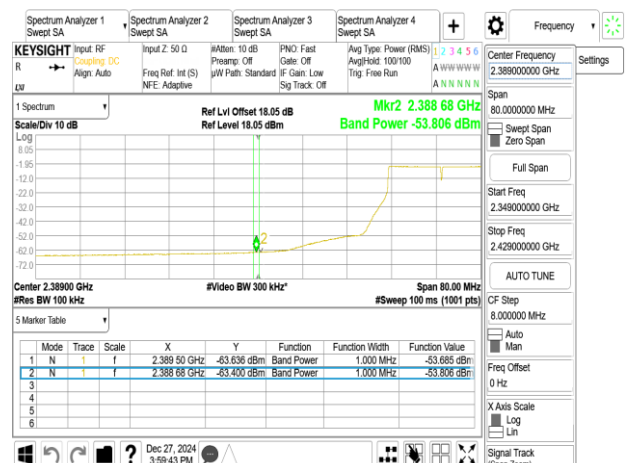 Spectrum Analyzer 1
Swept SA
Spectrum Analyzer 2
Swept SA
Spectrum Analyzer 3
Swept SA
Spectrum Analyzer 4
Swept SA
+
Frequency
Settings
KEYSIGHT
R
LXI
Input: RF
Coupling: DC
Align: Auto
Input Z: 50 Ω
Freq Ref: Int (S)
NFE: Adaptive
#Atten: 10 dB
Preamp: Off
µW Path: Standard
PNO: Fast
Gate: Off
IF Gain: Low
Sig Track: Off
Avg Type: Power (RMS)
Avg|Hold: 100/100
Trig: Free Run
1 2 3 4 5 6
A W W W W W
A N N N N N
1 Spectrum
Scale/Div 10 dB
Log
Ref Lvl Offset 18.05 dB
Ref Level 18.05 dBm
Mkr2 2.388 68 GHz
Band Power -53.806 dBm
8.05
-1.95
-12.0
-22.0
-32.0
-42.0
-52.0
-62.0
-72.0
2
Center 2.38900 GHz
#Res BW 100 kHz
#Video BW 300 kHz*
Span 80.00 MHz
#Sweep 100 ms (1001 pts)
5 Marker Table
Mode Trace Scale X Y Function Function Width Function Value
1 N 1 f 2.389 50 GHz -63.636 dBm Band Power 1.000 MHz -53.685 dBm
2 N 1 f 2.388 68 GHz -63.400 dBm Band Power 1.000 MHz -53.806 dBm
3
4
5
6
Dec 27, 2024
3:59:43 PM
?
Center Frequency
2.389000000 GHz
Span
80.0000000 MHz
Swept Span
Zero Span
Full Span
Start Freq
2.349000000 GHz
Stop Freq
2.429000000 GHz
AUTO TUNE
CF Step
8.000000 MHz
Auto
Man
Freq Offset
0 Hz
X Axis Scale
Log
Lin
Signal Track